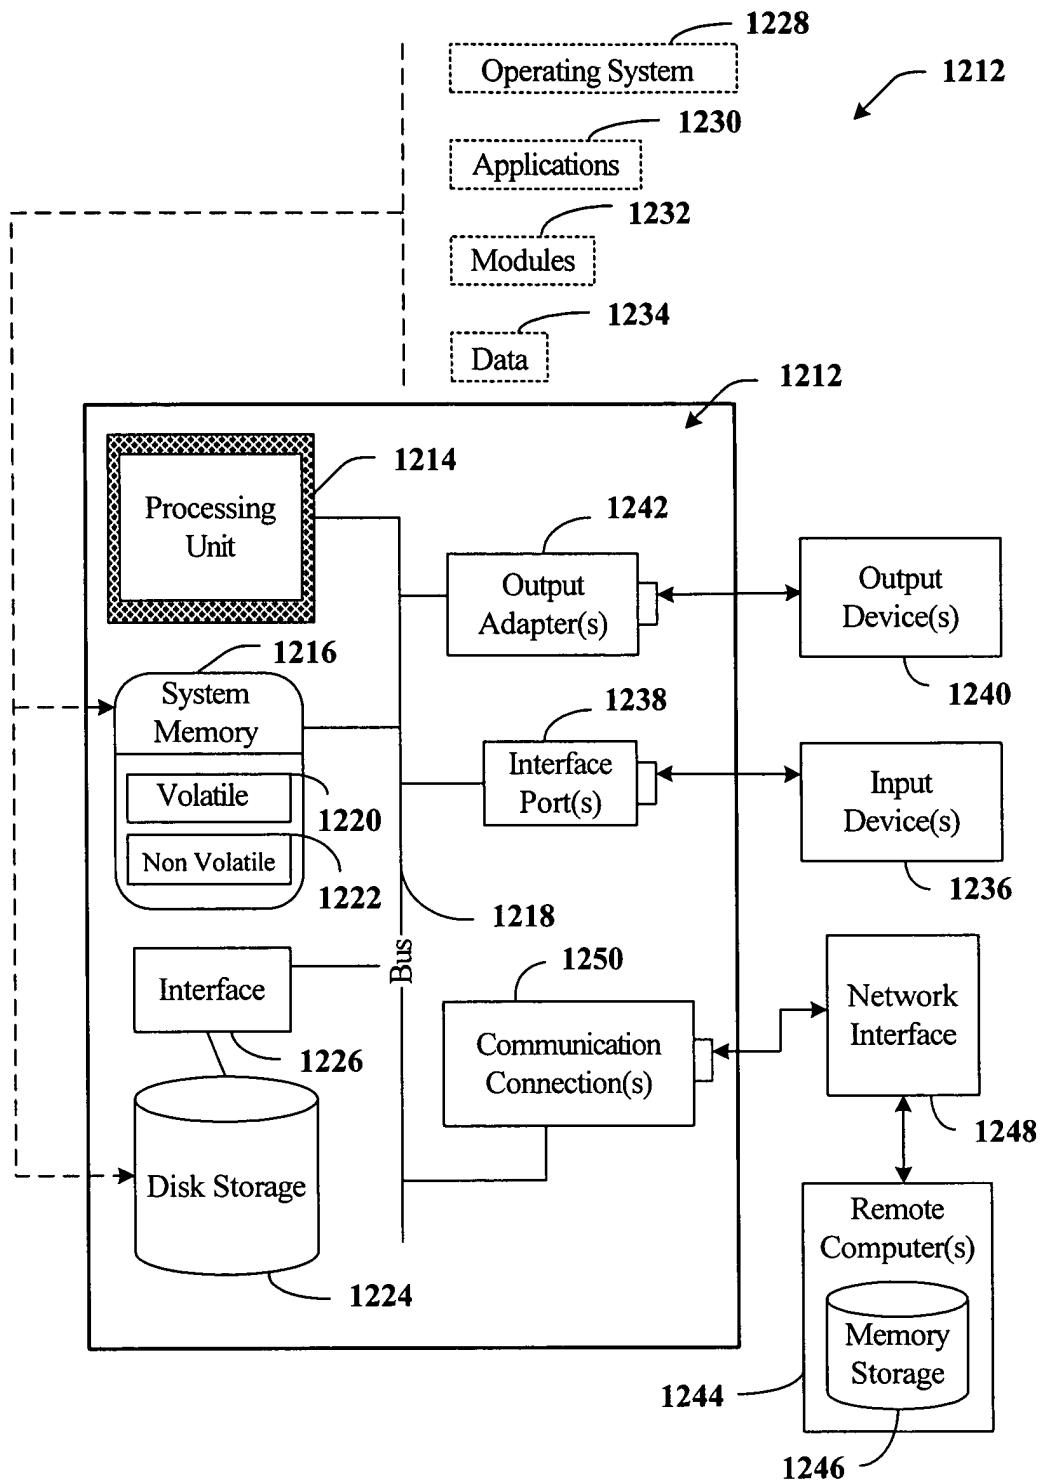 1228
Operating System
1212
1230
Applications
1232
Modules
1234
Data
1212
1214
Processing
Unit
1242
Output
Adapter(s)
Output
Device(s)
1240
1216
System
Memory
1238
Interface
Port(s)
Input
Device(s)
1236
Volatile
1220
Non Volatile
1222
1218
Bus
1250
Interface
1226
Communication
Connection(s)
Network
Interface
1248
Disk Storage
1224
Remote
Computer(s)
Memory
Storage
1244
1246